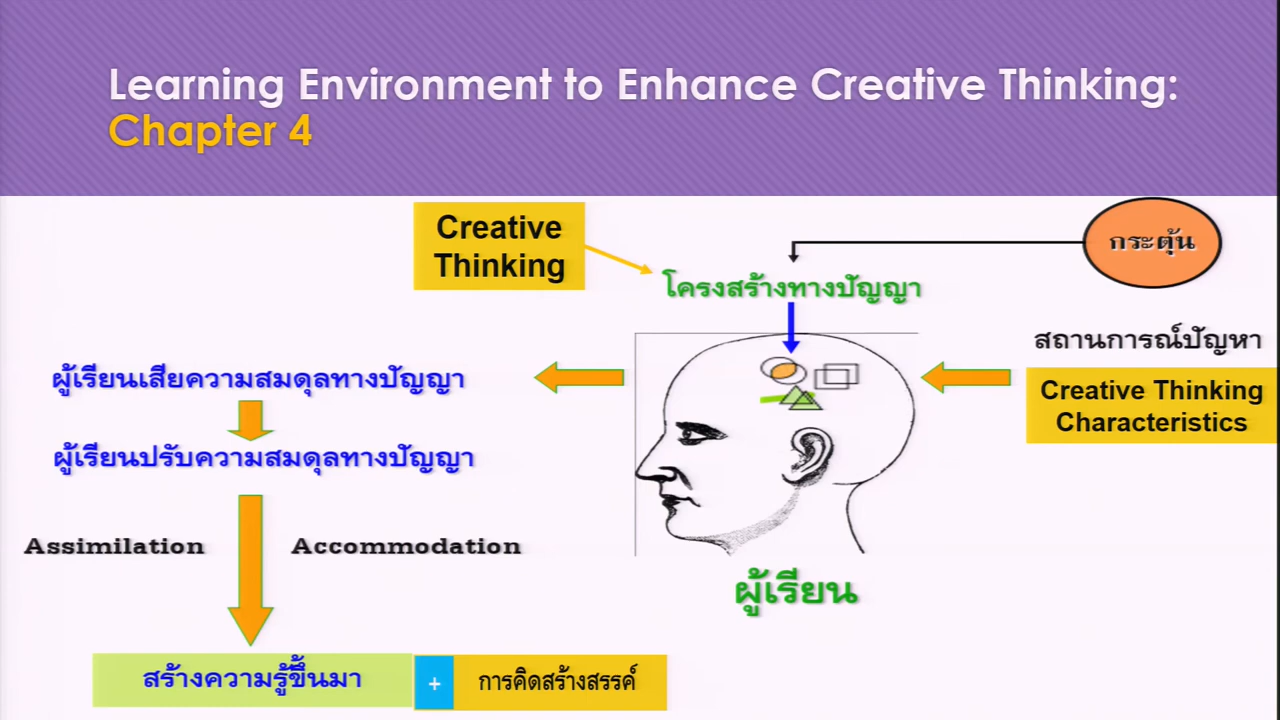 Learning Environment to Enhance Creative Thinking:
Chapter 4
Creative
Thinking
กระตุ้น
โครงสร้างทางปัญญา
สถานการณ์ปัญหา
Creative Thinking
Characteristics
ผู้เรียนเสียความสมดุลทางปัญญา
ผู้เรียนปรับความสมดุลทางปัญญา
Assimilation
Accommodation
ผู้เรียน
สร้างความรู้ขึ้นมา
+
การคิดสร้างสรรค์